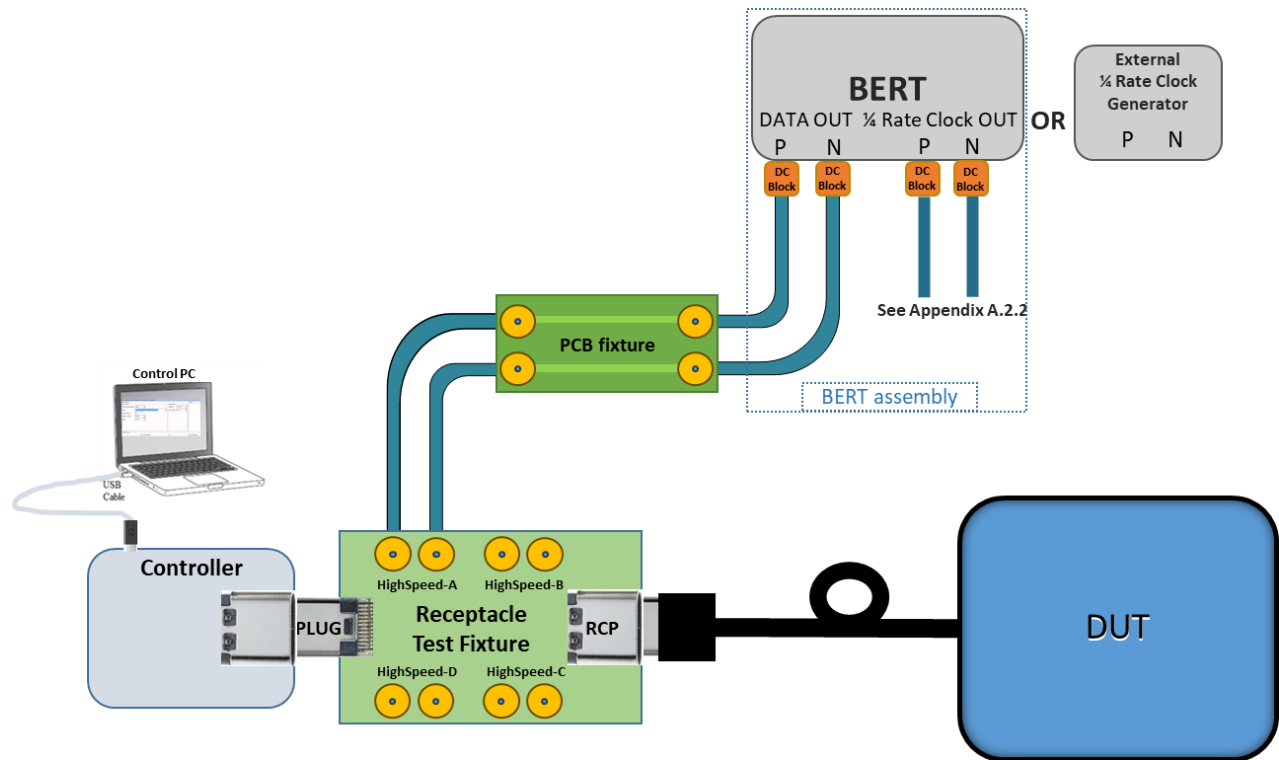 BERT
DATA OUT ¼ Rate Clock OUT
P N P N
DC
Block
DC
Block
DC
Block
DC
Block
OR
External
¼ Rate Clock
Generator
P N
See Appendix A.2.2
BERT assembly
PCB fixture
Control PC
USB
Cable
Controller
PLUG
HighSpeed-A
HighSpeed-B
Receptacle
Test Fixture
RCP
HighSpeed-D
HighSpeed-C
DUT